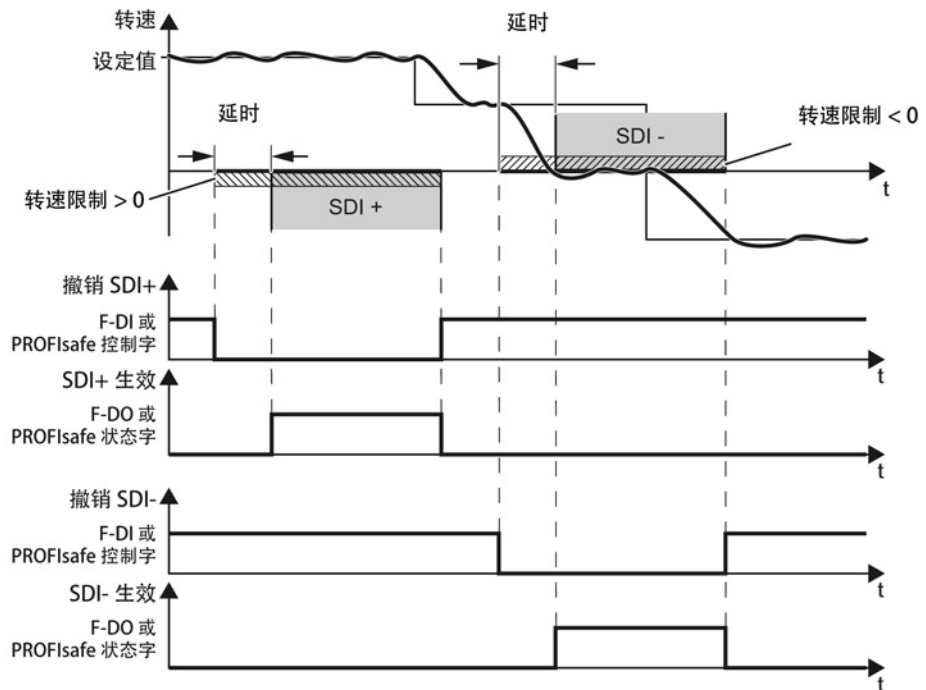 转速
设定值
延时
延时
SDI -
转速限制 < 0
t
转速限制 > 0
SDI +
撤销 SDI+
F-DI 或
PROFIsafe 控制字
t
SDI+ 生效
F-DO 或
PROFIsafe 状态字
t
撤销 SDI-
F-DI 或
PROFIsafe 控制字
t
SDI- 生效
F-DO 或
PROFIsafe 状态字
t